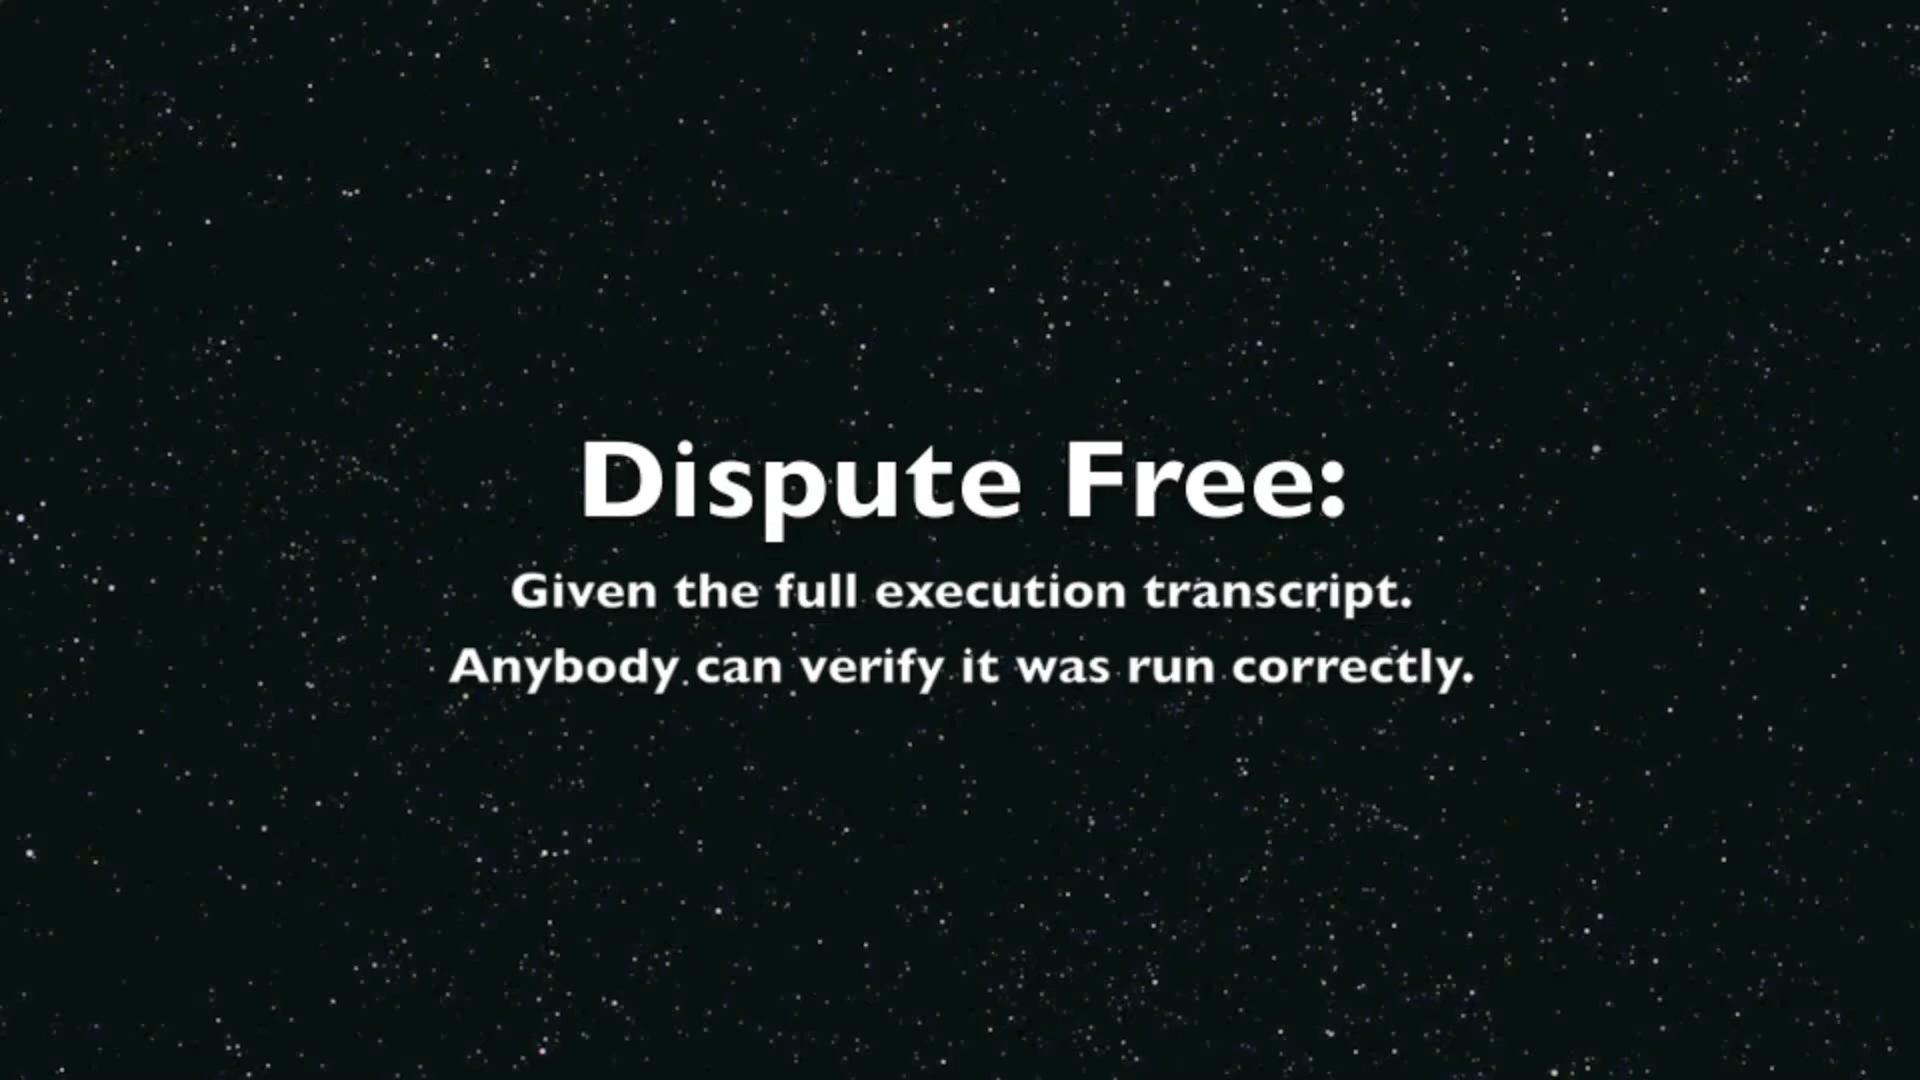 Dispute Free:
Given the full execution transcript.
Anybody can verify it was run correctly.